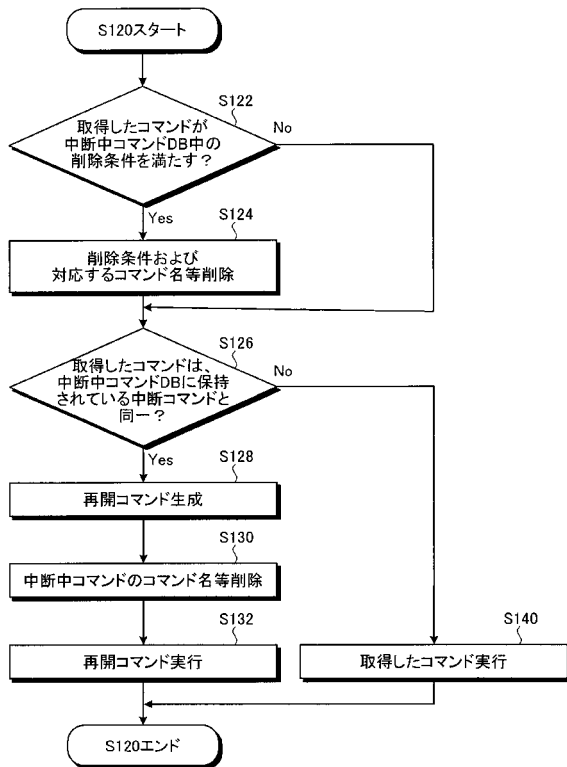 S120スタート
S122
取得したコマンドが
中断中コマンドDB中の
削除条件を満たす？
No
Yes
S124
削除条件および
対応するコマンド名等削除
S126
取得したコマンドは、
中断中コマンドDBに保持
されている中断コマンドと
同一？
No
Yes
S128
再開コマンド生成
S130
中断中コマンドのコマンド名等削除
S132
再開コマンド実行
S140
取得したコマンド実行
S120エンド